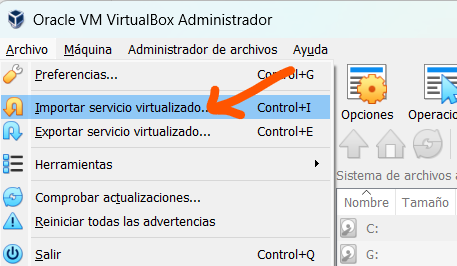 Oracle VM VirtualBox Administrador
Archivo Máquina Administrador de archivos Ayuda
Preferencias... Control+G
Importar servicio virtualizado... Control+I
Exportar servicio virtualizado... Control+E
Herramientas
Comprobar actualizaciones...
Reiniciar todas las advertencias
Salir Control+Q
Opciones Operacio
Sistema de archivos a
Nombre Tamaño
C:
G: